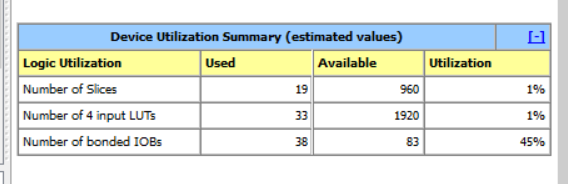 Device Utilization Summary (estimated values) [-]
Logic Utilization Used Available Utilization
Number of Slices 19 960 1%
Number of 4 input LUTs 33 1920 1%
Number of bonded IOBs 38 83 45%